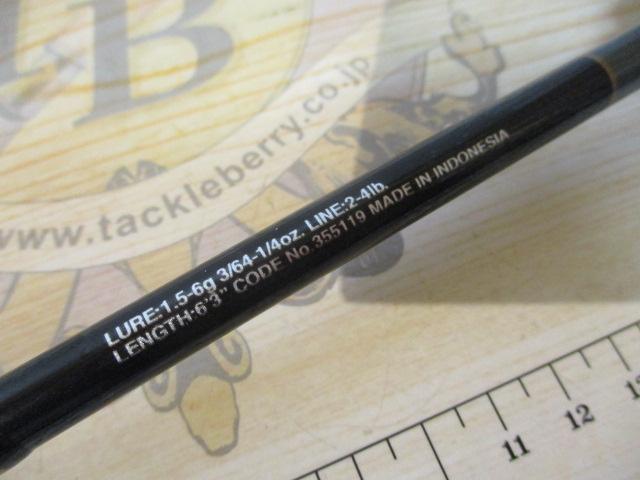 B
www.tackleberry.co.jp
LURE:1.5-6g 3/64-1/4oz. LINE:2-4lb.
LENGTH:6'3" CODE No.355119 MADE IN INDONESIA
11 12 13